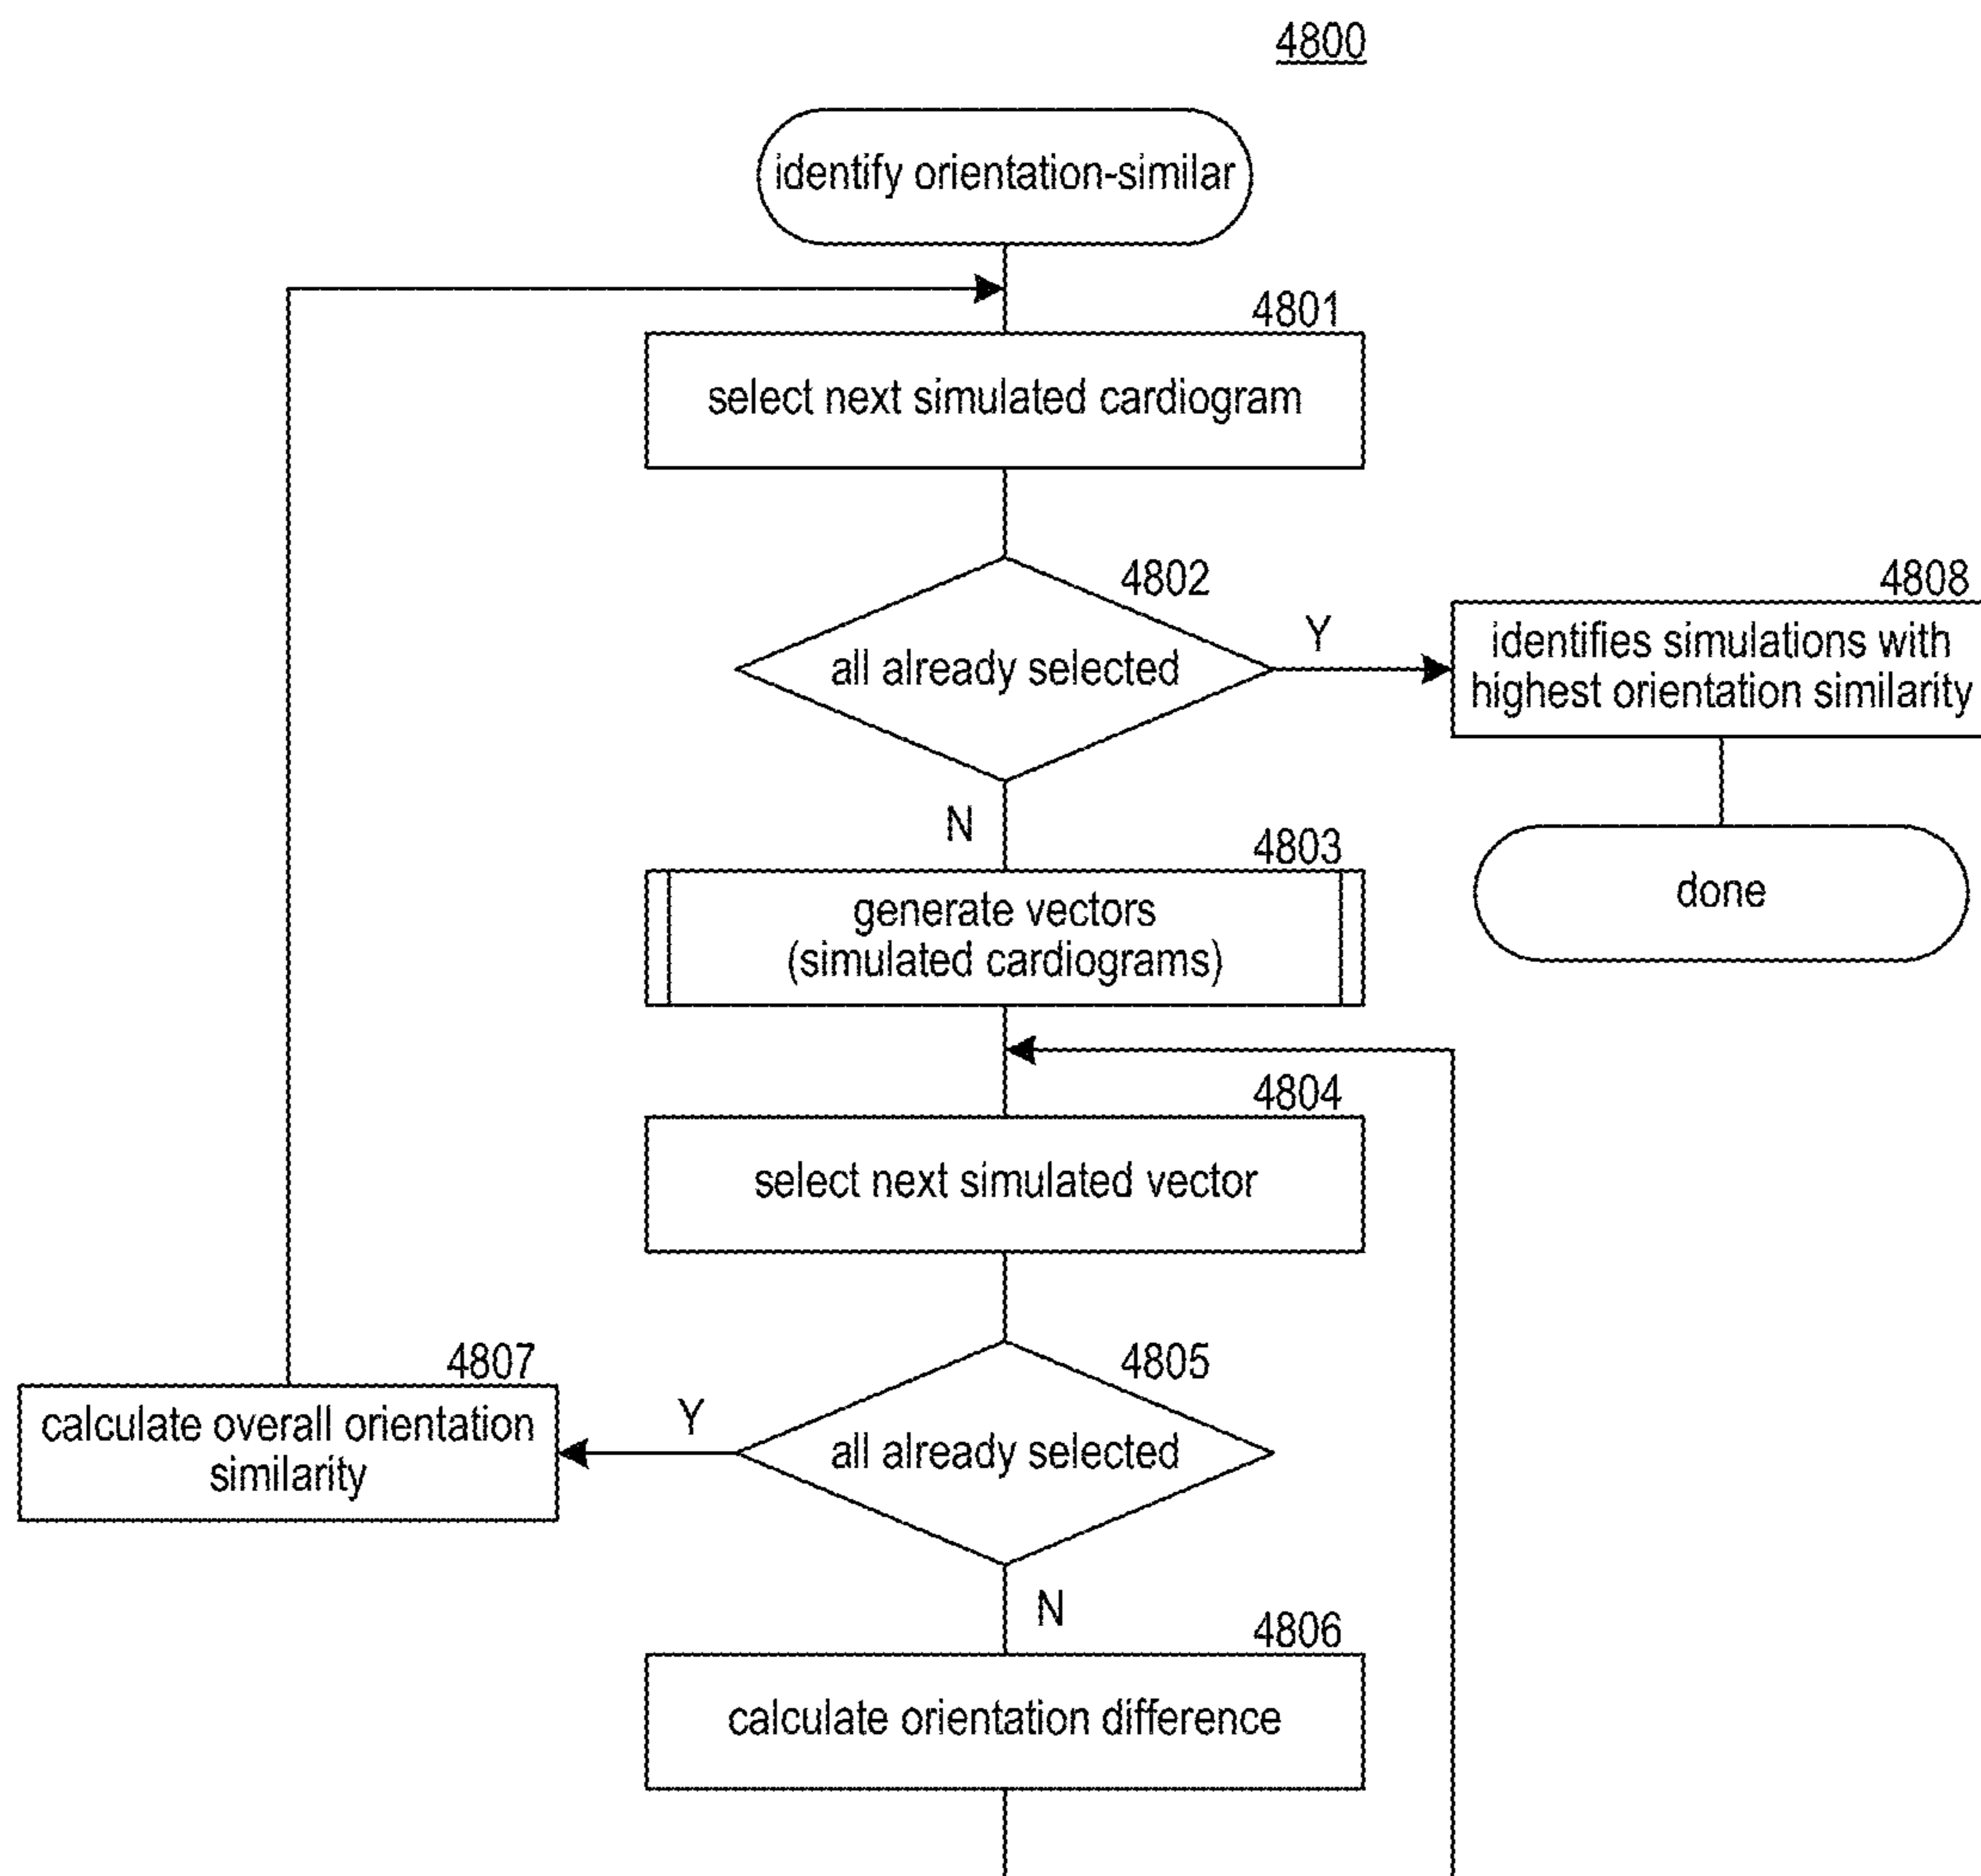 4800
identify orientation-similar
4801
select next simulated cardiogram
4802
all already selected
Y
4808
identifies simulations with
highest orientation similarity
done
N
4803
generate vectors
(simulated cardiograms)
4804
select next simulated vector
4805
all already selected
Y
4807
calculate overall orientation
similarity
N
4806
calculate orientation difference